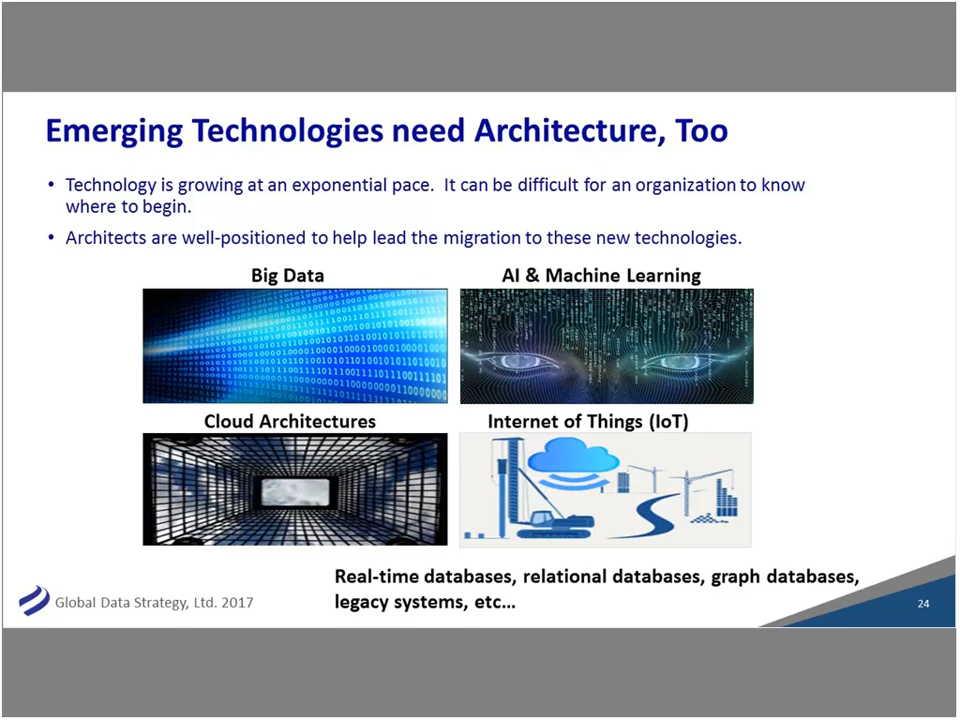 Emerging Technologies need Architecture, Too
• Technology is growing at an exponential pace.  It can be difficult for an organization to know
where to begin.
• Architects are well-positioned to help lead the migration to these new technologies.
Big Data
AI & Machine Learning
Cloud Architectures
Internet of Things (IoT)
Real-time databases, relational databases, graph databases,
legacy systems, etc…
Global Data Strategy, Ltd. 2017
24